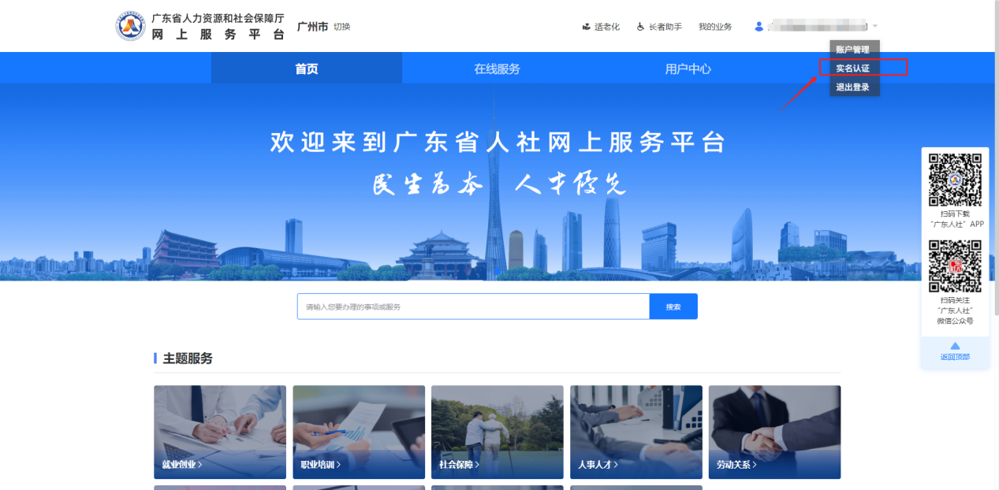 广东省人力资源和社会保障厅
网上服务平台
广州市 切换
适老化 长者助手 我的业务
账户管理
实名认证
退出登录
首页 在线服务 用户中心
欢迎来到广东省人社网上服务平台
民生为本 人才优先
扫码下载
“广东人社”APP
扫码关注
“广东人社”
微信公众号
返回顶部
请输入您要办理的事项或服务 搜索
主题服务
就业创业 职业培训 社会保障 人事人才 劳动关系